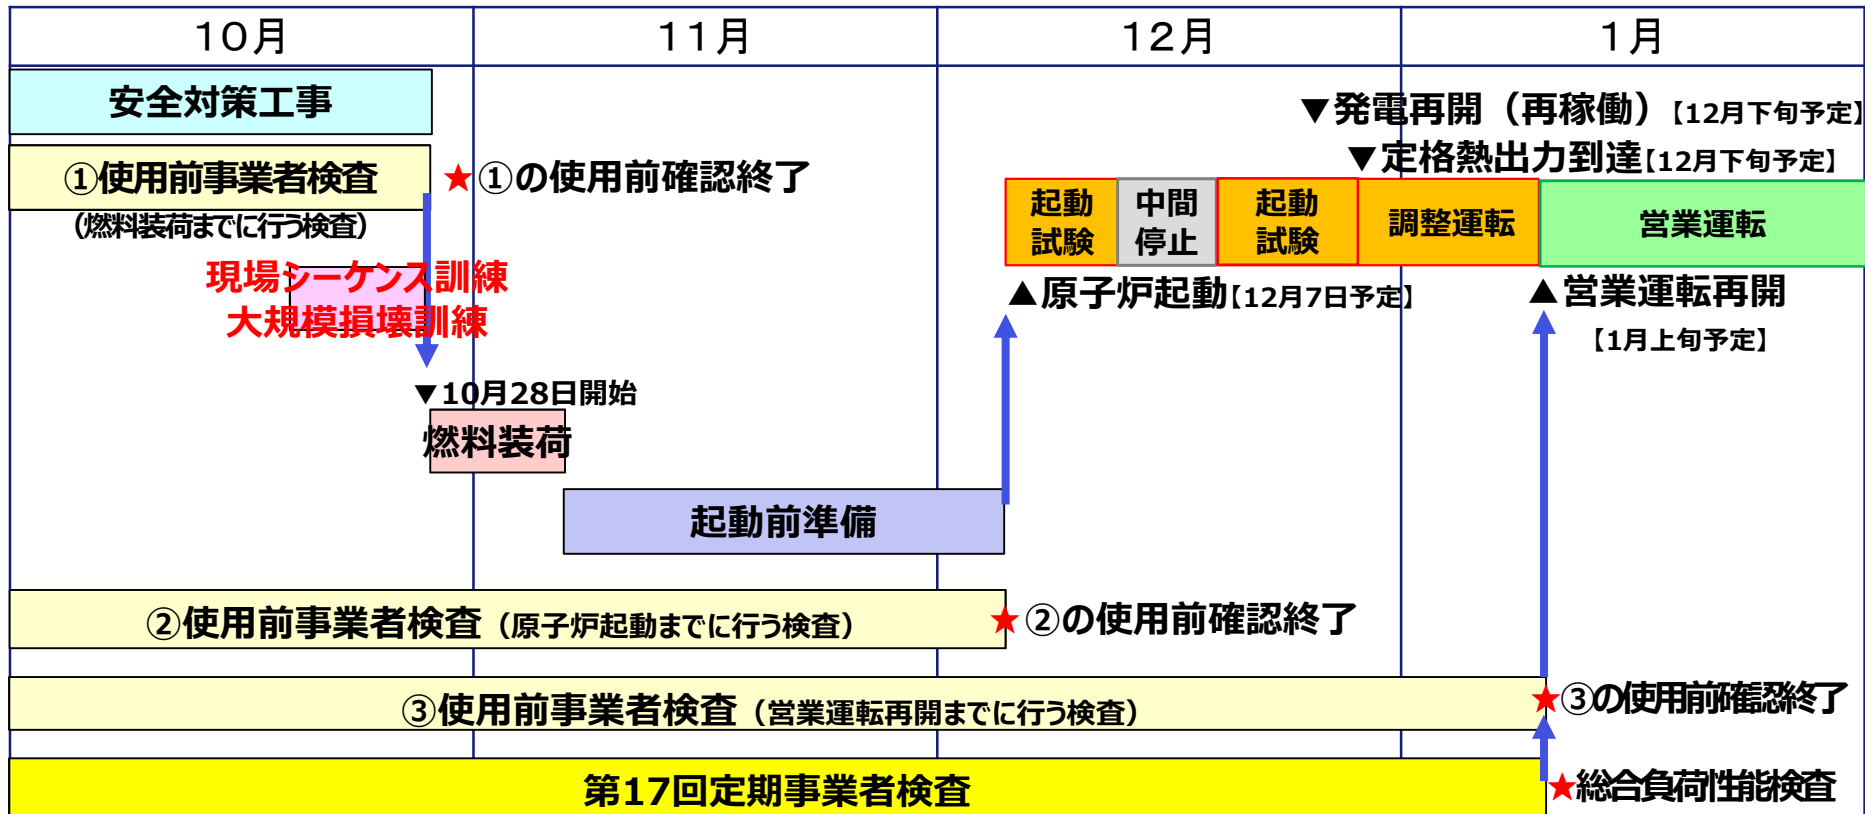 10月 11月 12月 1月
安全対策工事
▼発電再開（再稼働）【12月下旬予定】
①使用前事業者検査
（燃料装荷までに行う検査）
★①の使用前確認終了
▼定格熱出力到達【12月下旬予定】
起動
試験
中間
停止
起動
試験
調整運転
営業運転
現場シーケンス訓練
大規模損壊訓練
▲原子炉起動【12月7日予定】
▲営業運転再開
【1月上旬予定】
▼10月28日開始
燃料装荷
起動前準備
②使用前事業者検査（原子炉起動までに行う検査）
★②の使用前確認終了
③使用前事業者検査（営業運転再開までに行う検査）
★③の使用前確認終了
第17回定期事業者検査
★総合負荷性能検査